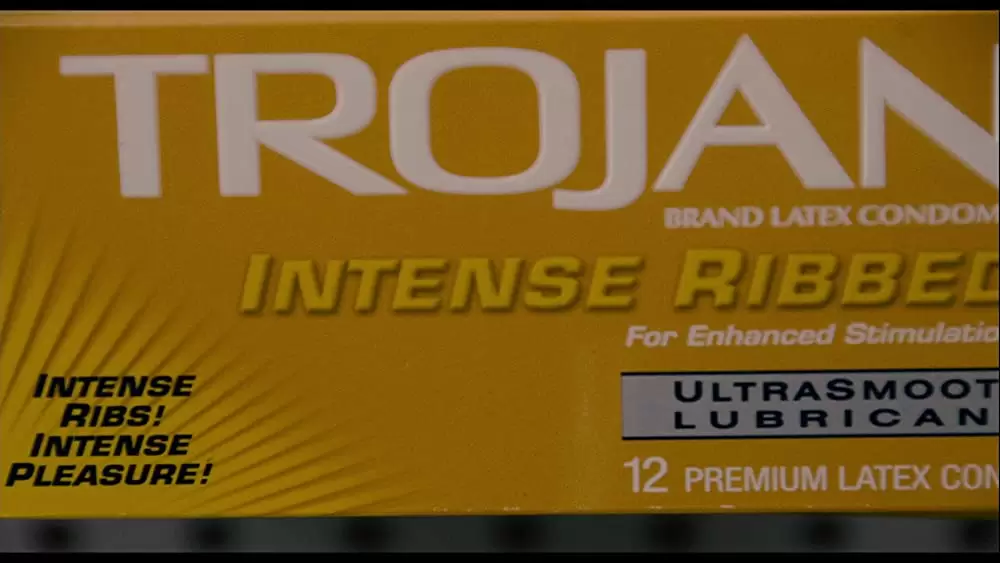 TROJAN
BRAND LATEX CONDOM
INTENSE RIBBED
For Enhanced Stimulatio
INTENSE
RIBS!
INTENSE
PLEASURE!
ULTRASMOOT
LUBRICAN
12 PREMIUM LATEX CON